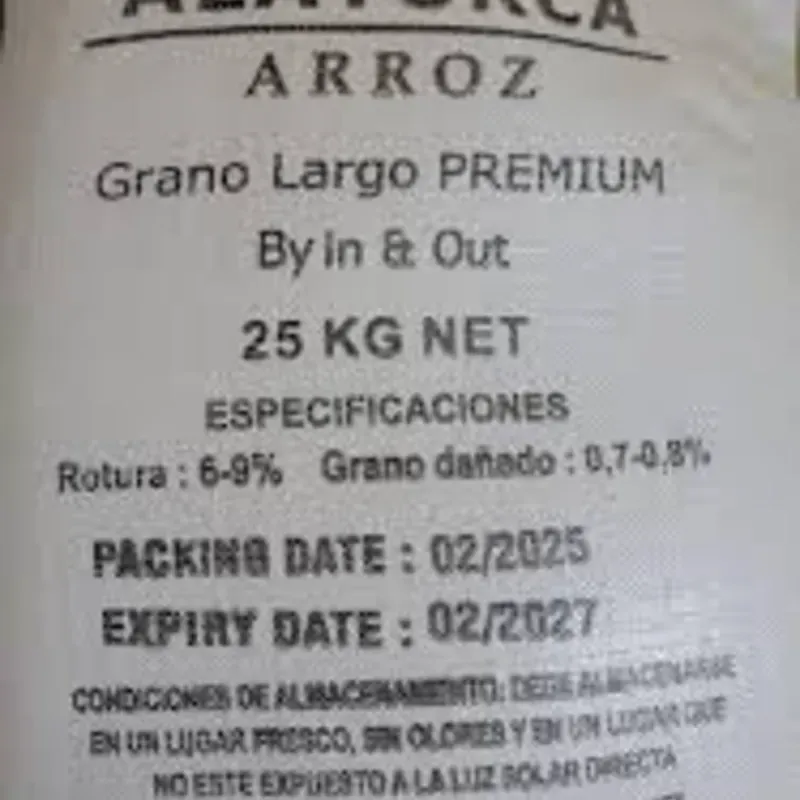 ARROZ
Grano Largo PREMIUM
By in & Out
25 KG NET
ESPECIFICACIONES
Rotura : 6-9% Grano dañado : 0,7-0,8%
PACKING DATE : 02/2025
EXPIRY DATE : 02/2027
CONDICIONES DE ALMACENAMIENTO: DEBE ALMACENARSE
EN UN LUGAR FRESCO, SIN OLORES Y EN UN LUGAR QUE
NO ESTE EXPUESTO A LA LUZ SOLAR DIRECTA